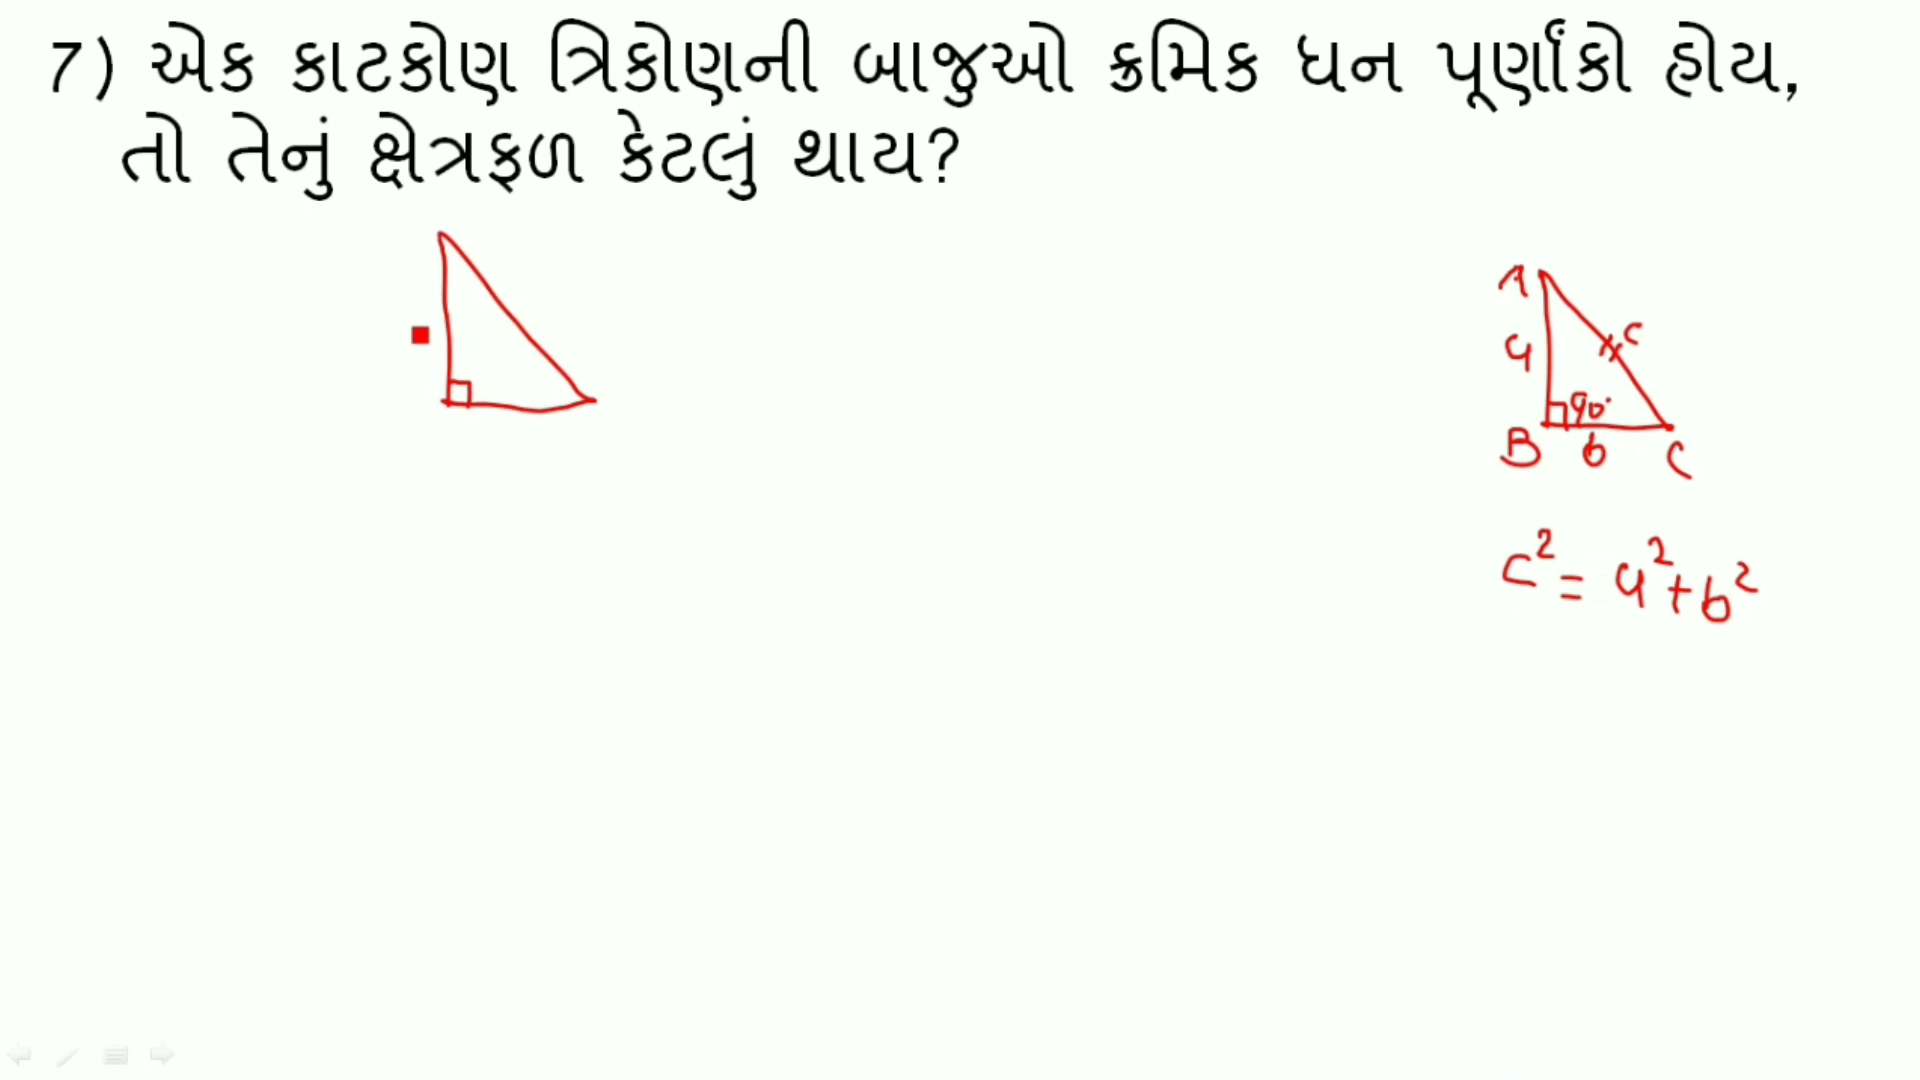 7) એક કાટકોણ ત્રિકોણની બાજુઓ ક્રમિક ધન પૂર્ણાંકો હોય,
તો તેનું ક્ષેત્રફળ કેટલું થાય?
A
a
c
90°
B
b
C
c² = a² + b²